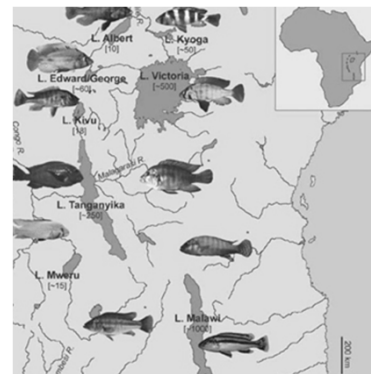 L. Albert
[10]
L. Kyoga
[~50]
L. Edward/George
[~60]
L. Victoria
[~500]
L. Kivu
[18]
Congo R.
Malagarasi R.
L. Tanganyika
[~250]
L. Mweru
[~15]
L. Malawi
[~1000]
200 km